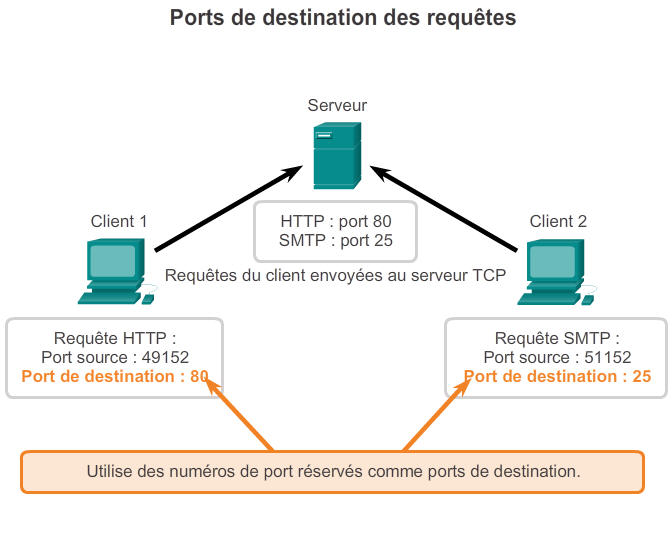 Ports de destination des requêtes
Serveur
Client 1
Client 2
HTTP : port 80
SMTP : port 25
Requêtes du client envoyées au serveur TCP
Requête HTTP :
Port source : 49152
Port de destination : 80
Requête SMTP :
Port source : 51152
Port de destination : 25
Utilise des numéros de port réservés comme ports de destination.